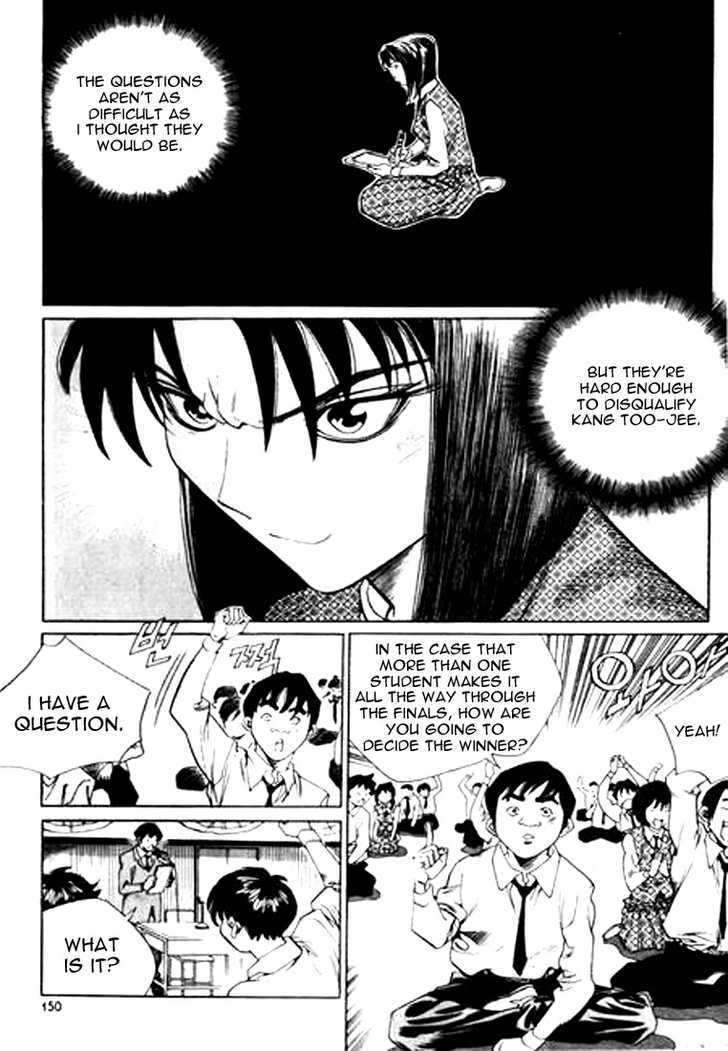 THE QUESTIONS
AREN'T AS
DIFFICULT AS
I THOUGHT THEY
WOULD BE.
BUT THEY'RE
HARD ENOUGH
TO DISQUALIFY
KANG TOO-JEE.
번쩍
I HAVE A
QUESTION.
WHAT
IS IT?
IN THE CASE THAT
MORE THAN ONE
STUDENT MAKES IT
ALL THE WAY THROUGH
THE FINALS, HOW ARE
YOU GOING TO
DECIDE THE WINNER?
YEAH!
150